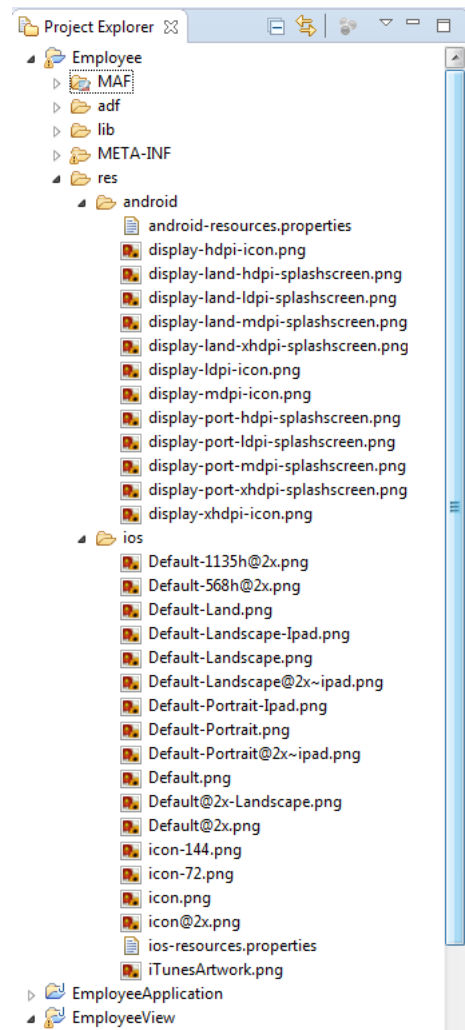 Project Explorer
Employee
MAF
adf
lib
META-INF
res
android
android-resources.properties
display-hdpi-icon.png
display-land-hdpi-splashscreen.png
display-land-ldpi-splashscreen.png
display-land-mdpi-splashscreen.png
display-land-xhdpi-splashscreen.png
display-ldpi-icon.png
display-mdpi-icon.png
display-port-hdpi-splashscreen.png
display-port-ldpi-splashscreen.png
display-port-mdpi-splashscreen.png
display-port-xhdpi-splashscreen.png
display-xhdpi-icon.png
ios
Default-1135h@2x.png
Default-568h@2x.png
Default-Land.png
Default-Landscape-Ipad.png
Default-Landscape.png
Default-Landscape@2x~ipad.png
Default-Portrait-Ipad.png
Default-Portrait.png
Default-Portrait@2x~ipad.png
Default.png
Default@2x-Landscape.png
Default@2x.png
icon-144.png
icon-72.png
icon.png
icon@2x.png
ios-resources.properties
iTunesArtwork.png
EmployeeApplication
EmployeeView